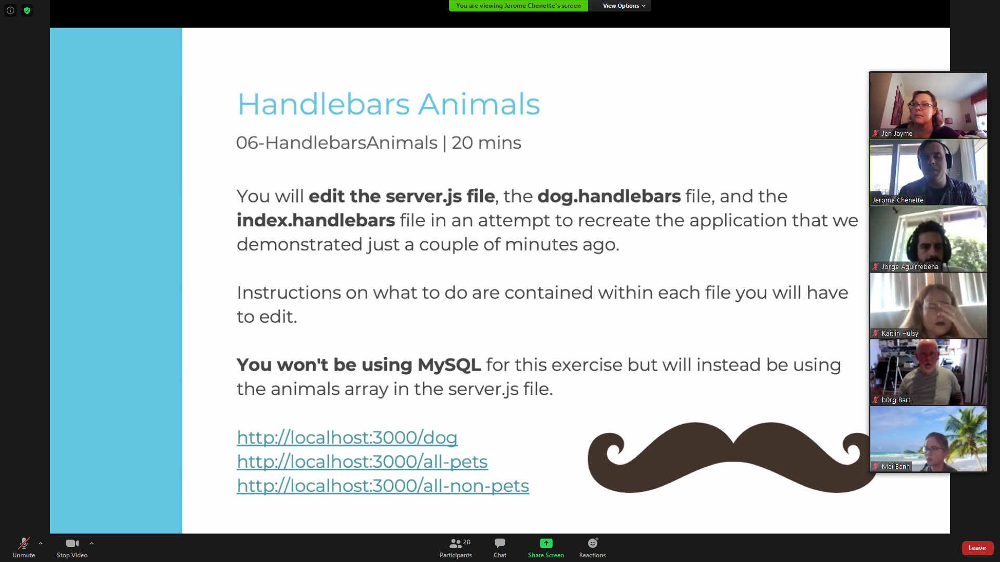 You are viewing Jerome Chenette's screen
View Options
Handlebars Animals
06-HandlebarsAnimals | 20 mins
You will edit the server.js file, the dog.handlebars file, and the
index.handlebars file in an attempt to recreate the application that we
demonstrated just a couple of minutes ago.
Instructions on what to do are contained within each file you will have
to edit.
You won't be using MySQL for this exercise but will instead be using
the animals array in the server.js file.
http://localhost:3000/dog
http://localhost:3000/all-pets
http://localhost:3000/all-non-pets
Jen Jayme
Jerome Chenette
Jorge Aguirrebena
Kaitlin Hulsy
b0rg Bart
Mai Banh
Unmute
Stop Video
28
Participants
Chat
Share Screen
Reactions
Leave